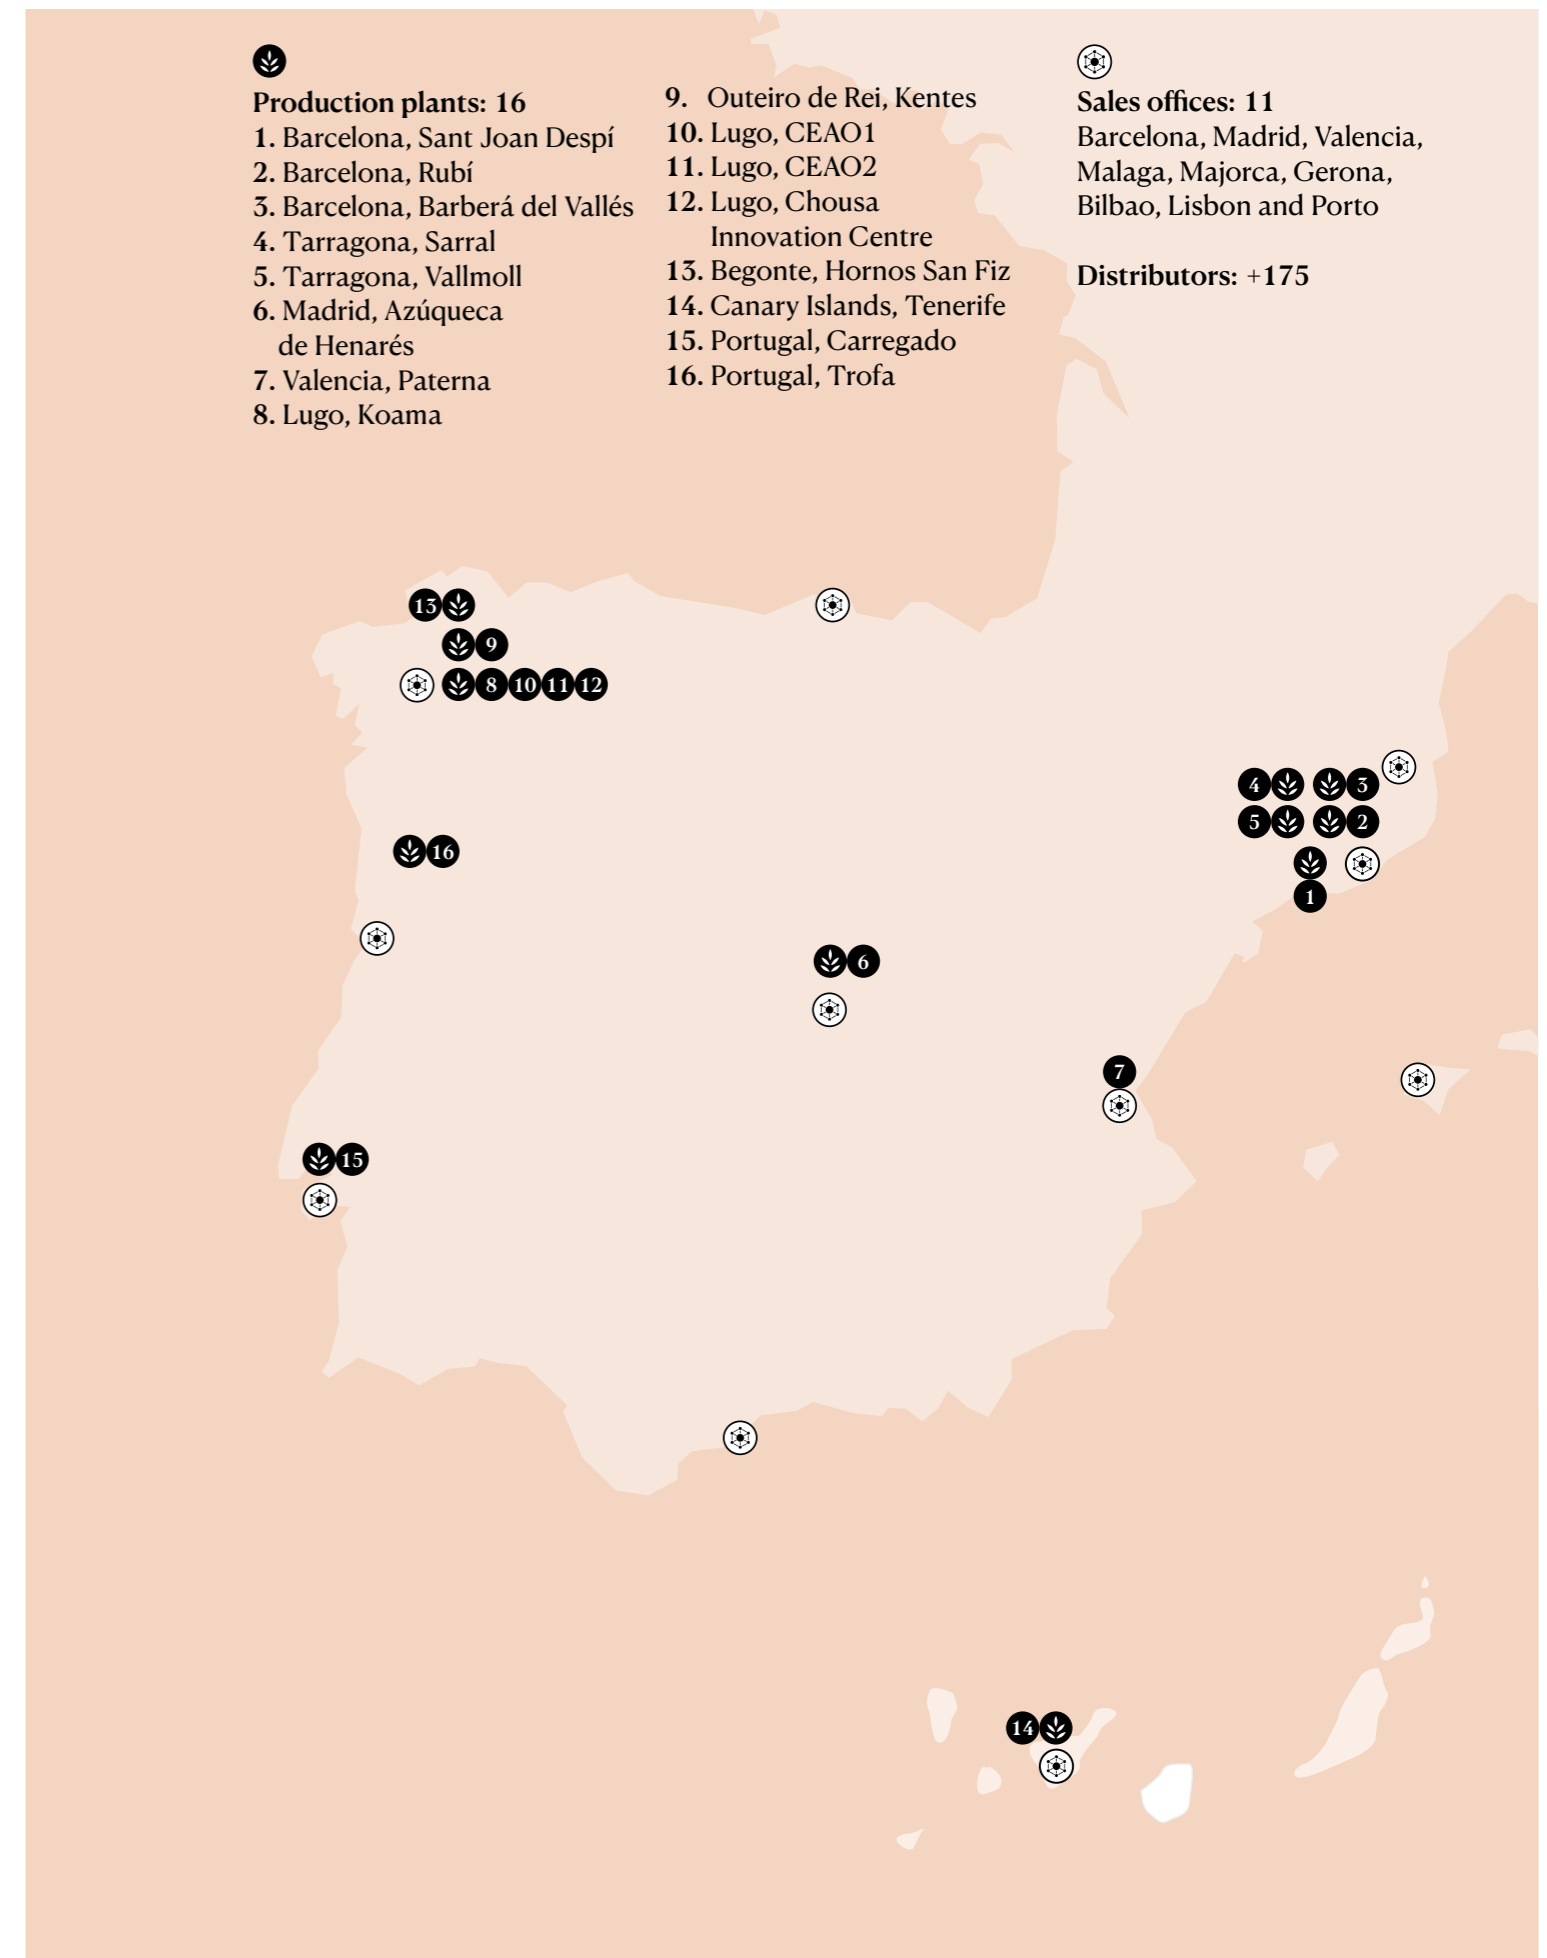 Production plants: 16
1. Barcelona, Sant Joan Despí
2. Barcelona, Rubí
3. Barcelona, Barberá del Vallés
4. Tarragona, Sarral
5. Tarragona, Vallmoll
6. Madrid, Azúqueca
de Henarés
7. Valencia, Paterna
8. Lugo, Koama
9. Outeiro de Rei, Kentes
10. Lugo, CEAO1
11. Lugo, CEAO2
12. Lugo, Chousa
Innovation Centre
13. Begonte, Hornos San Fiz
14. Canary Islands, Tenerife
15. Portugal, Carregado
16. Portugal, Trofa
Sales offices: 11
Barcelona, Madrid, Valencia,
Malaga, Majorca, Gerona,
Bilbao, Lisbon and Porto
Distributors: +175
13
9
8 10 11 12
4 3
5 2
16
1
6
7
15
14